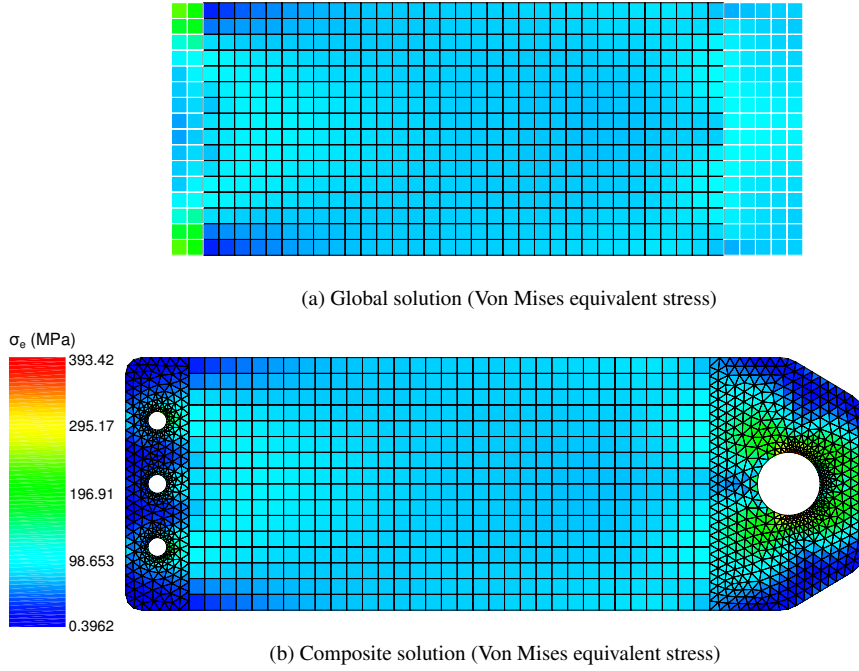 (a) Global solution (Von Mises equivalent stress)
σe (MPa)
393.42
295.17
196.91
98.653
0.3962
(b) Composite solution (Von Mises equivalent stress)